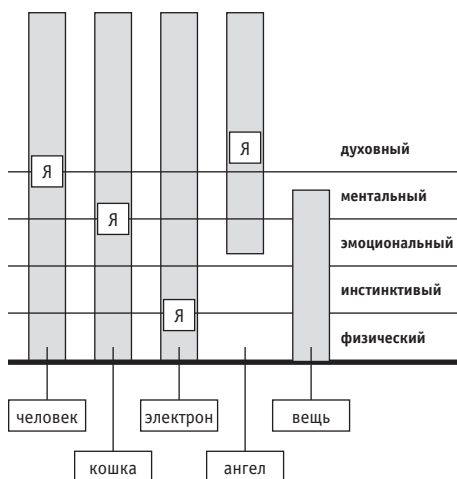 Я
духовный
Я
ментальный
Я
эмоциональный
инстинктивый
Я
физический
человек
электрон
вещь
кошка
ангел